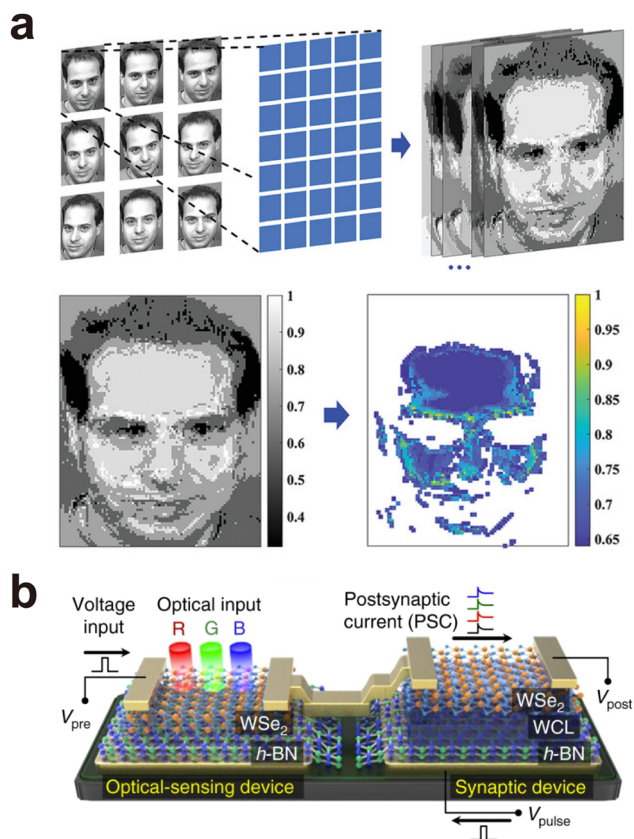 a
...
1
0.9
0.8
0.7
0.6
0.5
0.4
1
0.95
0.9
0.85
0.8
0.75
0.7
0.65
b
Voltage input
Optical input
R G B
Postsynaptic
current (PSC)
V_pre
V_post
WSe₂
h-BN
WSe₂
WCL
h-BN
Optical-sensing device
Synaptic device
V_pulse